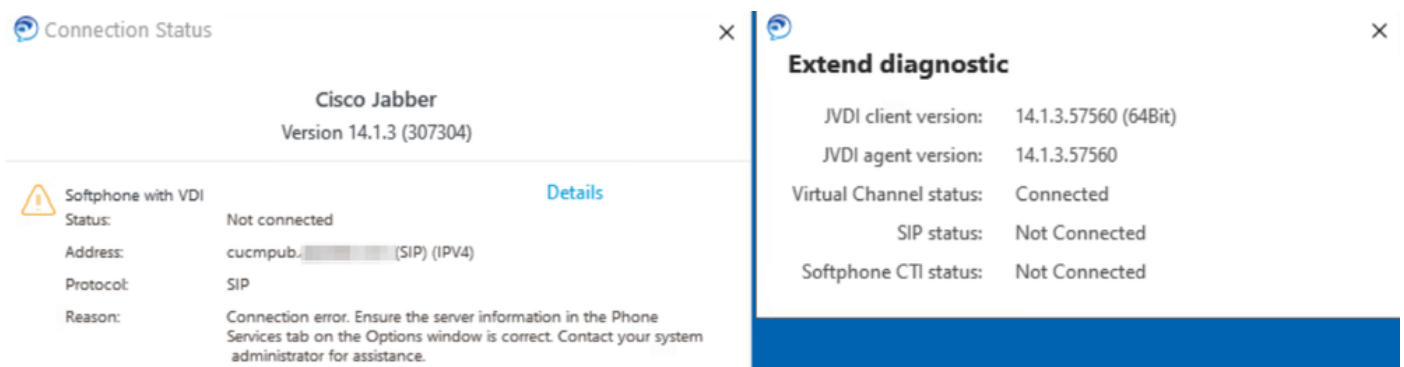 Connection Status
Cisco Jabber
Version 14.1.3 (307304)
Softphone with VDI
Details
Status: Not connected
Address: cucmpub. (SIP) (IPV4)
Protocol: SIP
Reason: Connection error. Ensure the server information in the Phone
Services tab on the Options window is correct. Contact your system
administrator for assistance.
Extend diagnostic
JVDI client version: 14.1.3.57560 (64Bit)
JVDI agent version: 14.1.3.57560
Virtual Channel status: Connected
SIP status: Not Connected
Softphone CTI status: Not Connected